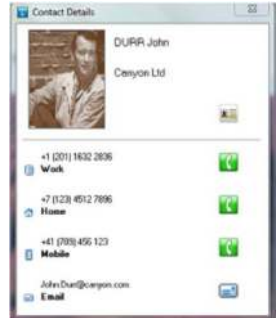 Contact Details
DURR John
Canyon Ltd
+1 (201) 1632 2836
Work
+7 (123) 4512 7896
Home
+41 (789) 456 123
Mobile
John.Durr@canyon.com
Email